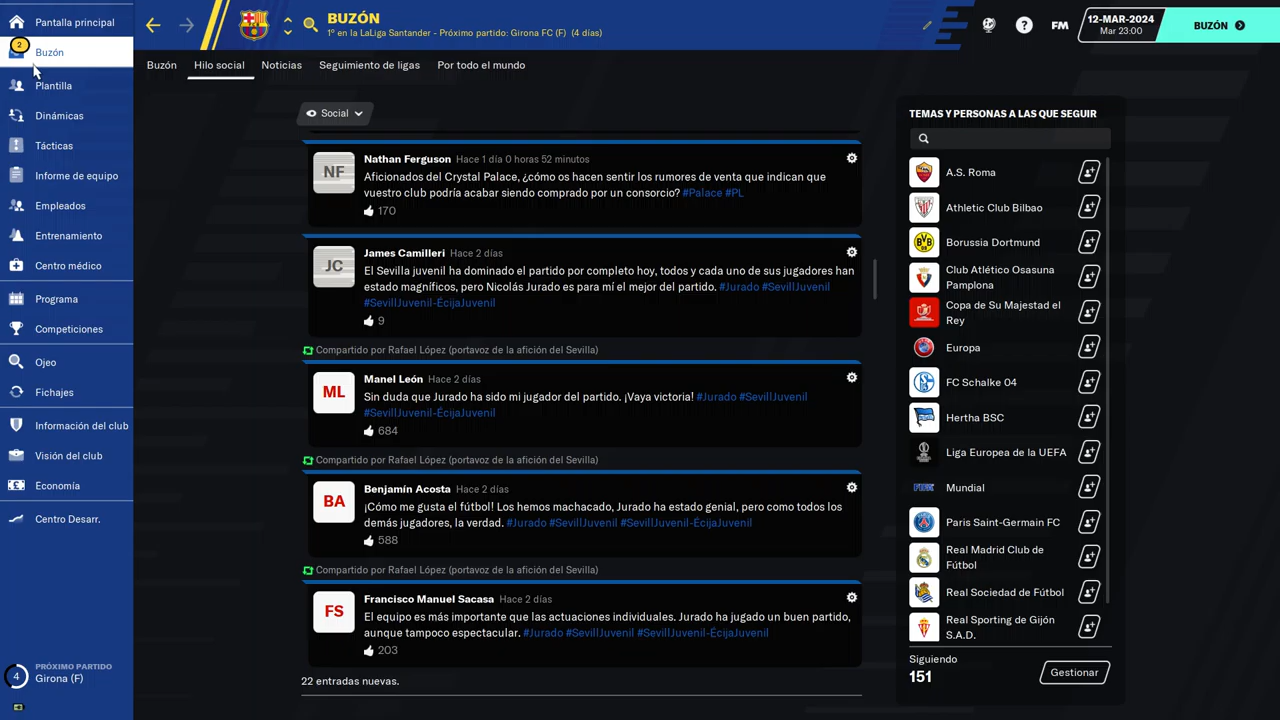 Pantalla principal
2
Buzón
Plantilla
Dinámicas
Tácticas
Informe de equipo
Empleados
Entrenamiento
Centro médico
Programa
Competiciones
Ojeo
Fichajes
Información del club
Visión del club
Economía
Centro Desarr.
4
PRÓXIMO PARTIDO
Girona (F)
BUZÓN
1º en la LaLiga Santander - Próximo partido: Girona FC (F) (4 días)
?
FM
12-MAR-2024
Mar 23:00
BUZÓN
Buzón
Hilo social
Noticias
Seguimiento de ligas
Por todo el mundo
Social
NF
Nathan Ferguson Hace 1 día 0 horas 52 minutos
Aficionados del Crystal Palace, ¿cómo os hacen sentir los rumores de venta que indican que
vuestro club podría acabar siendo comprado por un consorcio? #Palace #PL
170
JC
James Camilleri Hace 2 días
El Sevilla juvenil ha dominado el partido por completo hoy, todos y cada uno de sus jugadores han
estado magníficos, pero Nicolás Jurado es para mí el mejor del partido. #Jurado #SevillJuvenil
#SevillJuvenil-ÉcijaJuvenil
9
Compartido por Rafael López (portavoz de la afición del Sevilla)
ML
Manel León Hace 2 días
Sin duda que Jurado ha sido mi jugador del partido. ¡Vaya victoria! #Jurado #SevillJuvenil
#SevillJuvenil-ÉcijaJuvenil
684
Compartido por Rafael López (portavoz de la afición del Sevilla)
BA
Benjamín Acosta Hace 2 días
¡Cómo me gusta el fútbol! Los hemos machacado, Jurado ha estado genial, pero como todos los
demás jugadores, la verdad. #Jurado #SevillJuvenil #SevillJuvenil-ÉcijaJuvenil
588
Compartido por Rafael López (portavoz de la afición del Sevilla)
FS
Francisco Manuel Sacasa Hace 2 días
El equipo es más importante que las actuaciones individuales. Jurado ha jugado un buen partido,
aunque tampoco espectacular. #Jurado #SevillJuvenil #SevillJuvenil-ÉcijaJuvenil
203
22 entradas nuevas.
TEMAS Y PERSONAS A LAS QUE SEGUIR
A.S. Roma
Athletic Club Bilbao
Borussia Dortmund
Club Atlético Osasuna
Pamplona
Copa de Su Majestad el
Rey
Europa
FC Schalke 04
Hertha BSC
Liga Europea de la UEFA
FIFA
Mundial
Paris Saint-Germain FC
Real Madrid Club de
Fútbol
Real Sociedad de Fútbol
Real Sporting de Gijón
S.A.D.
Siguiendo
151
Gestionar